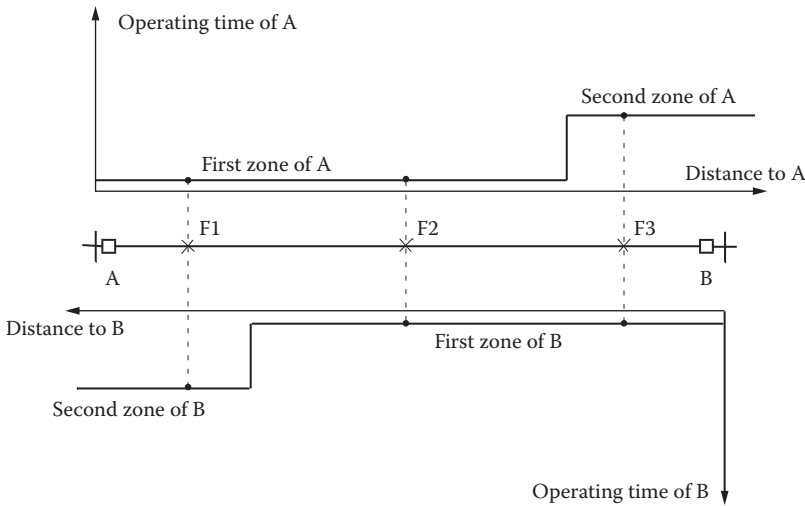 Operating time of A
Second zone of A
First zone of A
Distance to A
F1
F2
F3
A
B
Distance to B
First zone of B
Second zone of B
Operating time of B